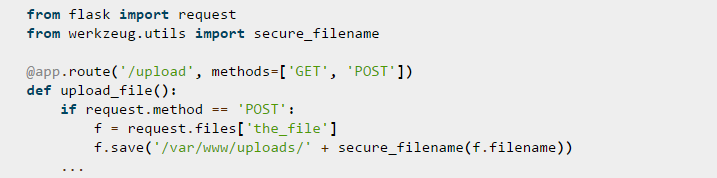 from flask import request
from werkzeug.utils import secure_filename
@app.route('/upload', methods=['GET', 'POST'])
def upload_file():
    if request.method == 'POST':
        f = request.files['the_file']
        f.save('/var/www/uploads/' + secure_filename(f.filename))
    ...